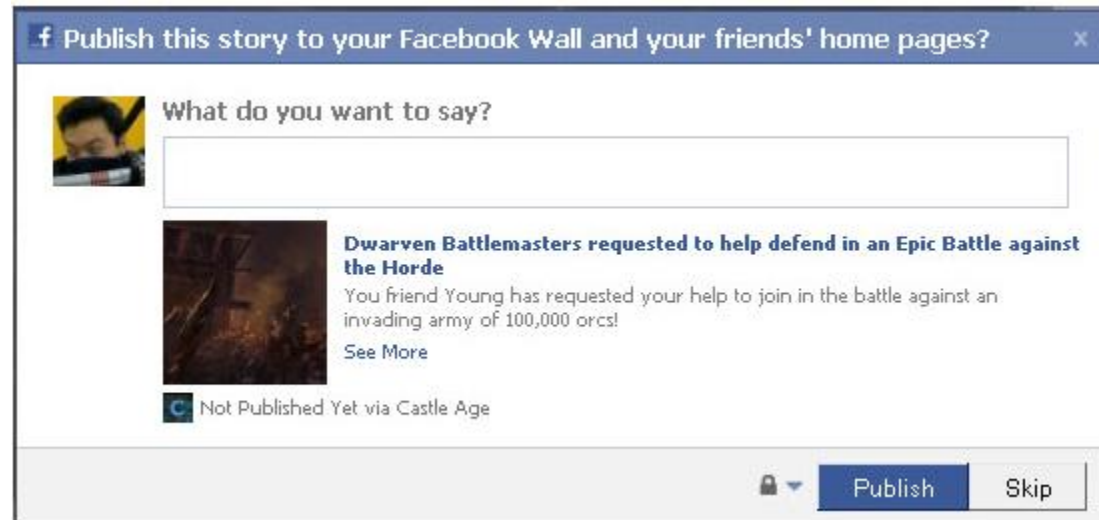 f Publish this story to your Facebook Wall and your friends' home pages? x
What do you want to say?
Dwarven Battlemasters requested to help defend in an Epic Battle against
the Horde
You friend Young has requested your help to join in the battle against an
invading army of 100,000 orcs!
See More
C Not Published Yet via Castle Age
Publish Skip